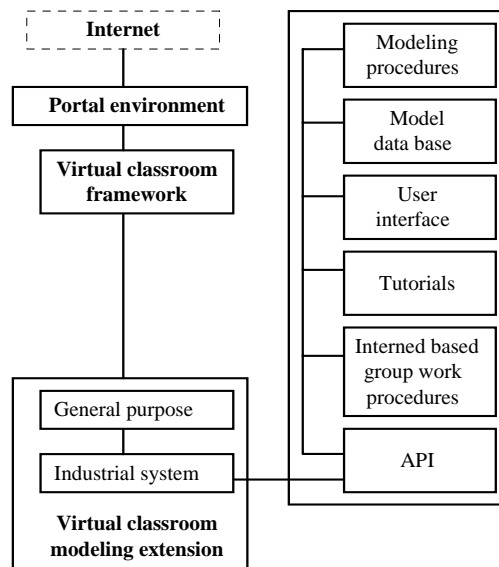 Internet
Portal environment
Virtual classroom
framework
General purpose
Industrial system
Virtual classroom
modeling extension
Modeling
procedures
Model
data base
User
interface
Tutorials
Interned based
group work
procedures
API